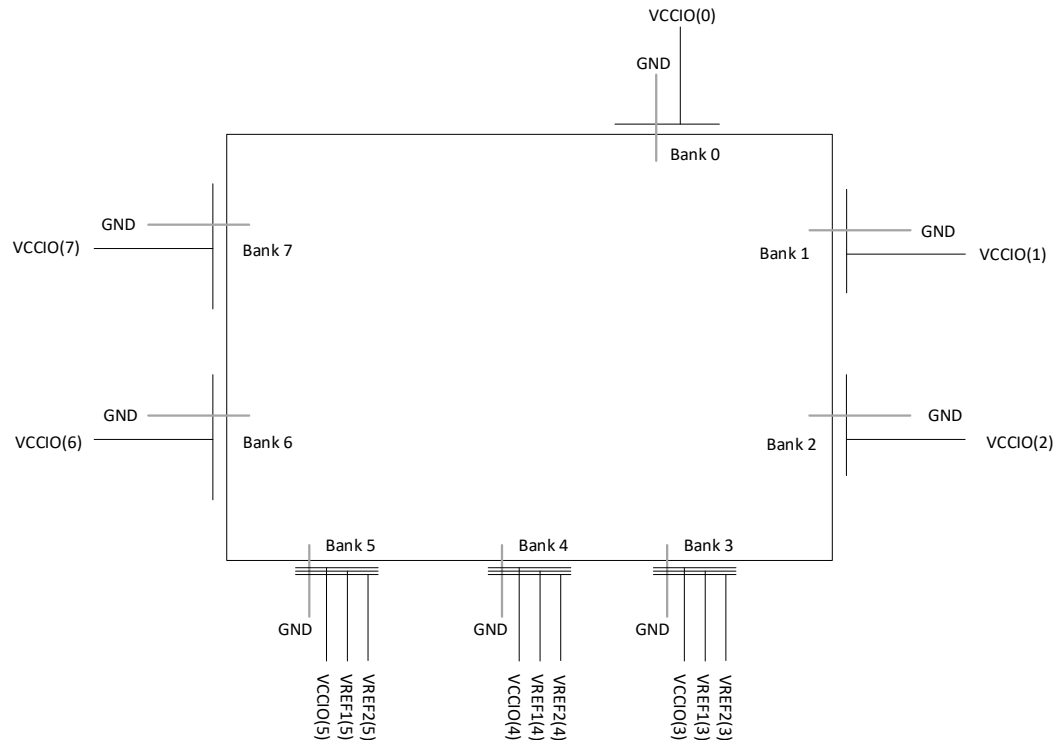 VCCIO(0)
GND
Bank 0
GND
VCCIO(7)
Bank 7
GND
Bank 1
VCCIO(1)
GND
VCCIO(6)
Bank 6
GND
Bank 2
VCCIO(2)
Bank 5
Bank 4
Bank 3
GND
GND
GND
VCCIO(5)
VREF1(5)
VREF2(5)
VCCIO(4)
VREF1(4)
VREF2(4)
VCCIO(3)
VREF1(3)
VREF2(3)